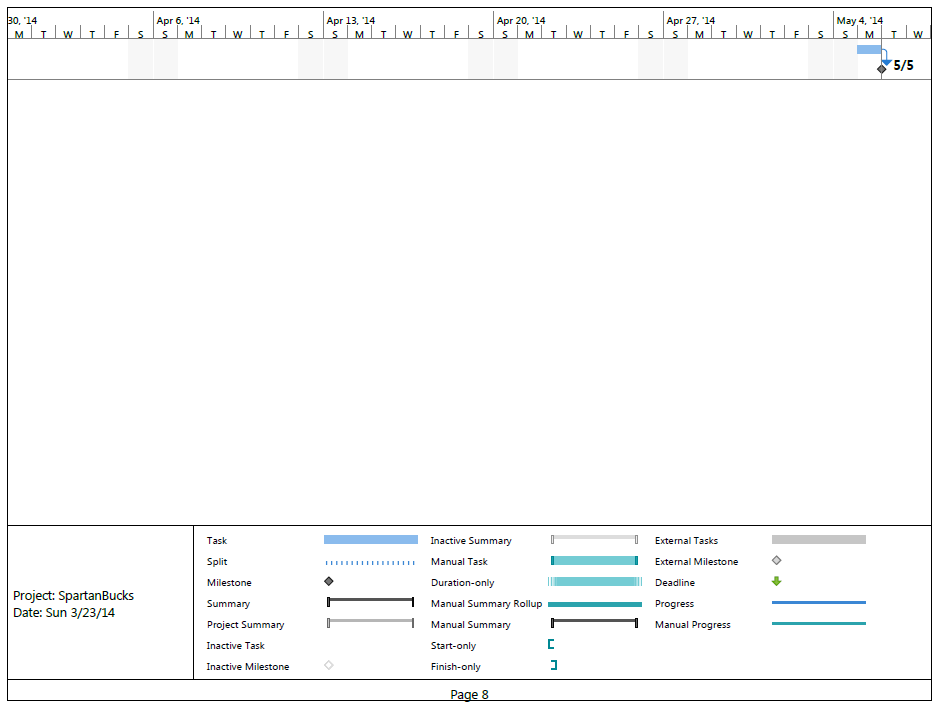 30, '14 Apr 6, '14 Apr 13, '14 Apr 20, '14 Apr 27, '14 May 4, '14
M T W T F S S M T W T F S S M T W T F S S M T W T F S S M T W T F S S M T W
5/5
Task Inactive Summary External Tasks
Split Manual Task External Milestone
Milestone Duration-only Deadline
Project: SpartanBucks
Date: Sun 3/23/14
Summary Manual Summary Rollup Progress
Project Summary Manual Summary Manual Progress
Inactive Task Start-only
Inactive Milestone Finish-only
Page 8